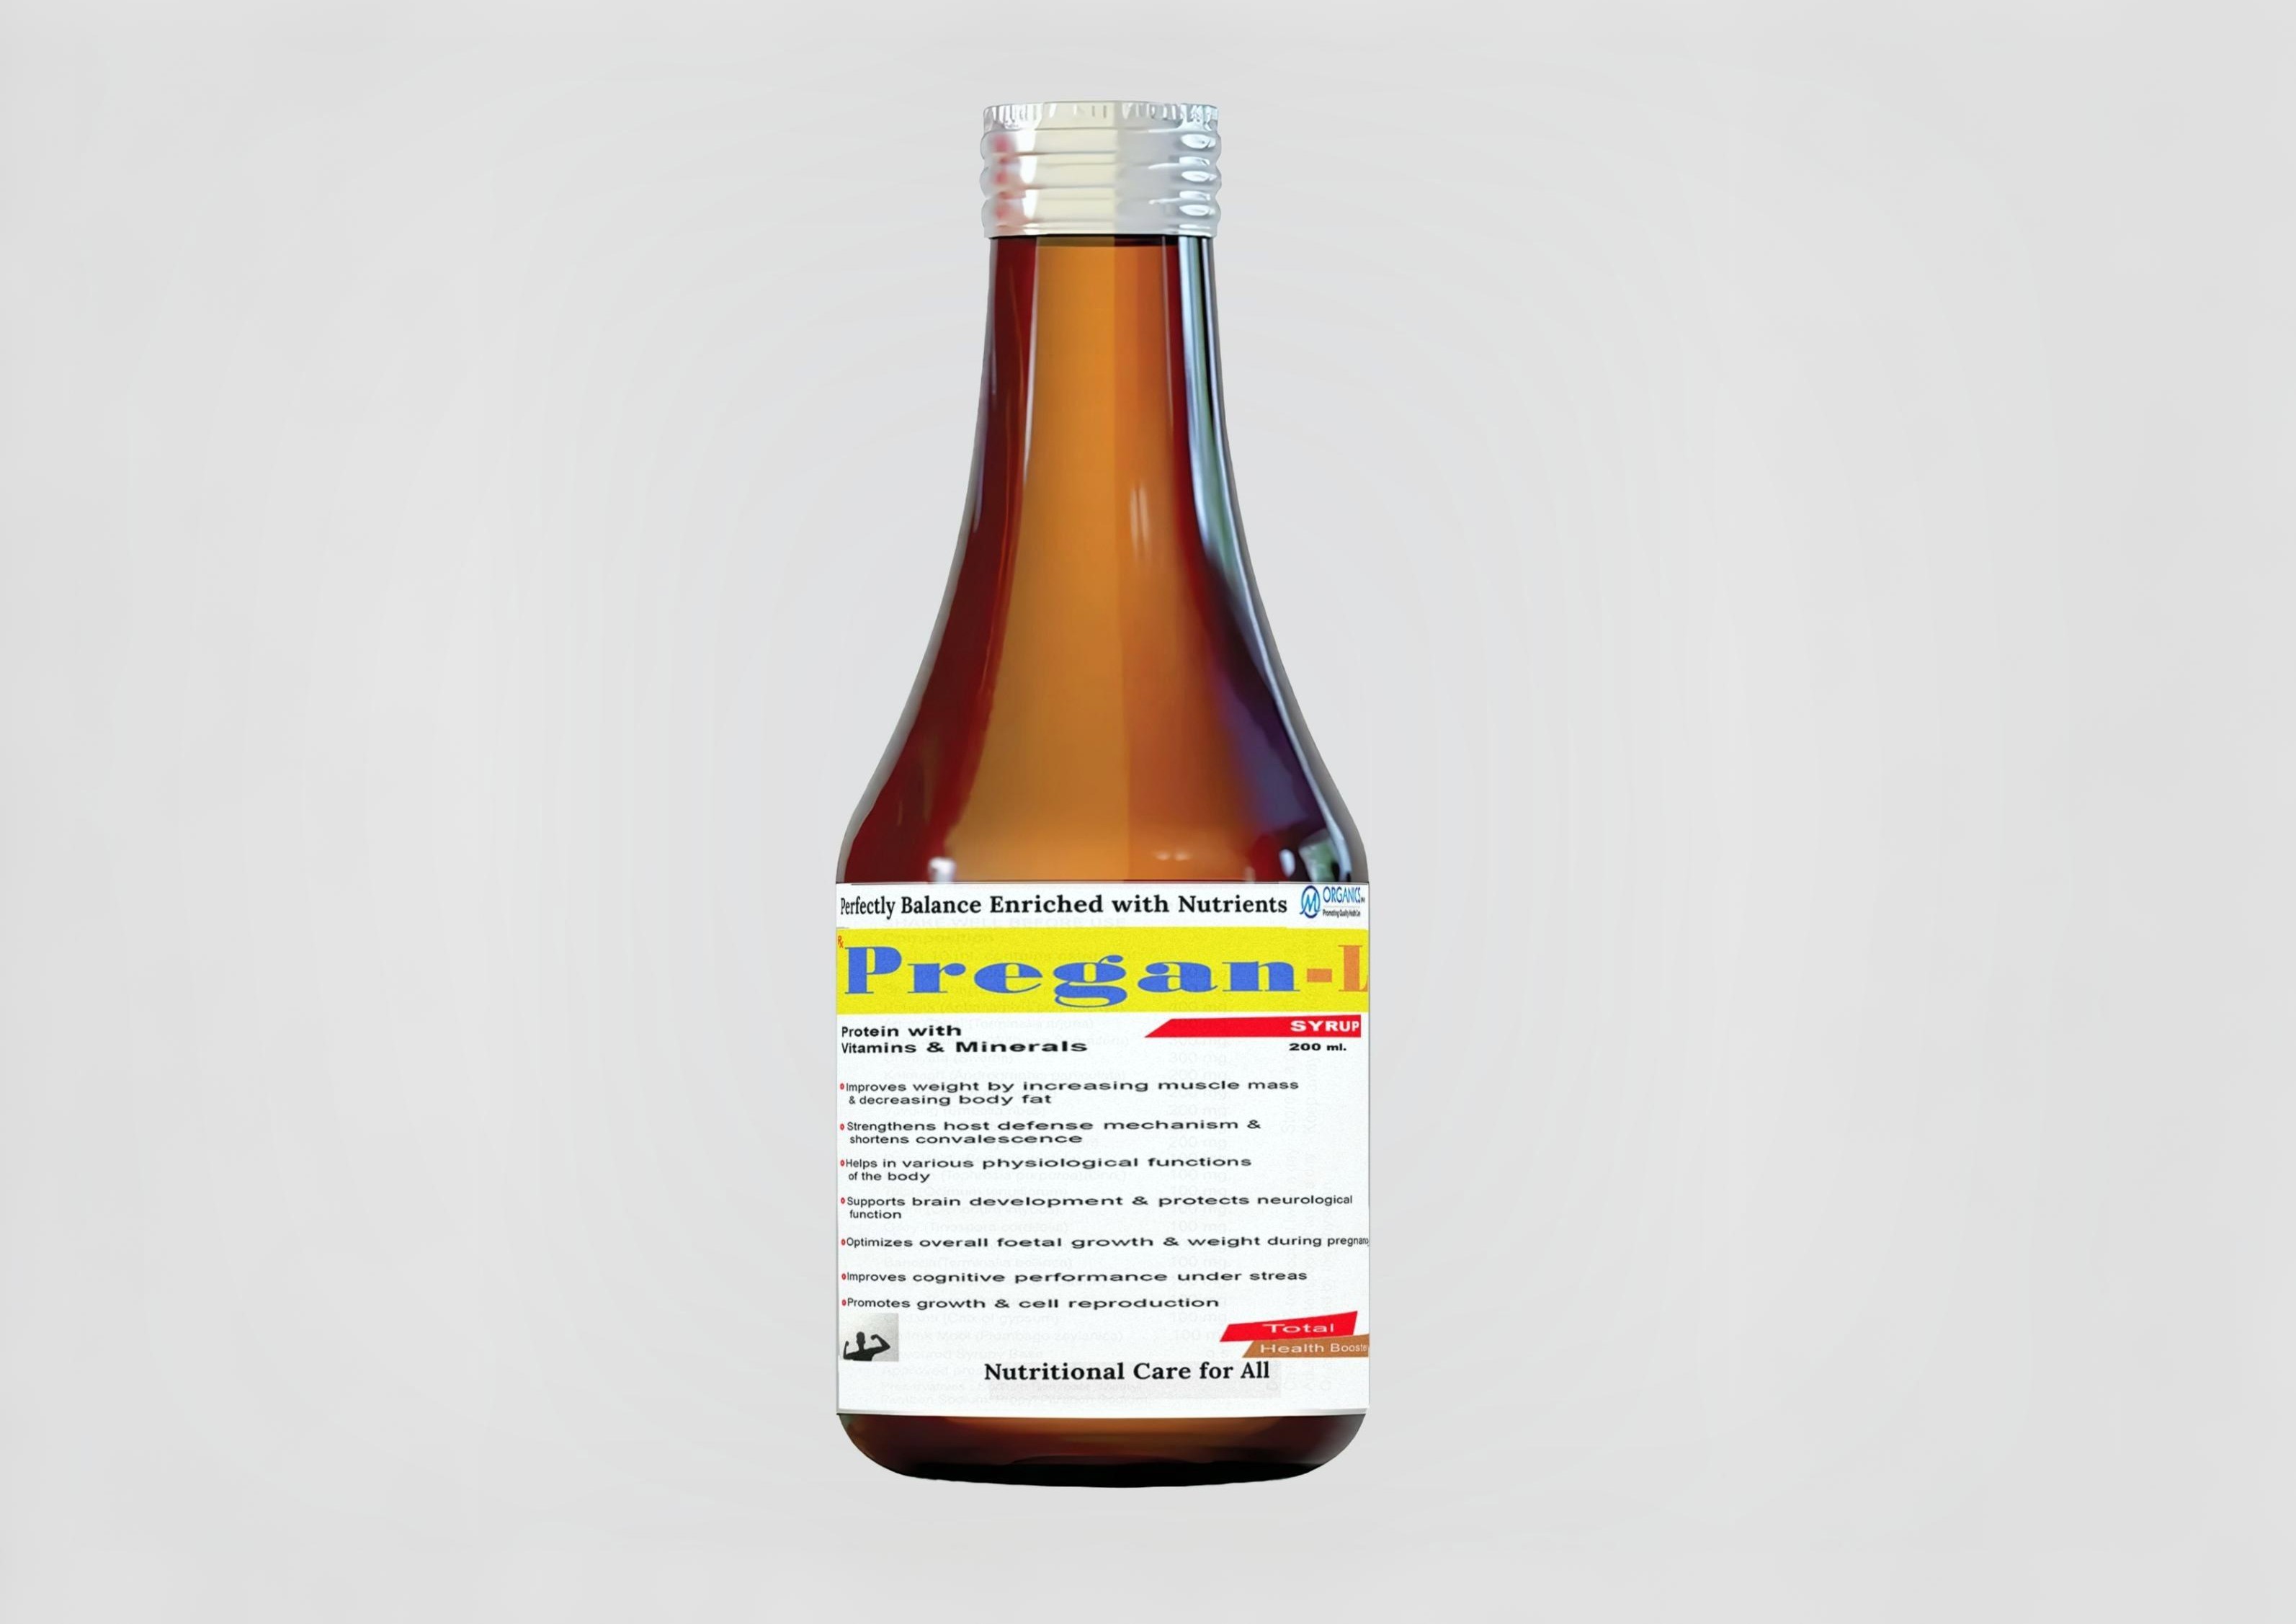 Perfectly Balance Enriched with Nutrients
ORGANICS
Rx
Pregan-L
Protein with
Vitamins & Minerals
SYRUP
200 ml.
Improves weight by increasing muscle mass
& decreasing body fat
Strengthens host defense mechanism &
shortens convalescence
Helps in various physiological functions
of the body
Supports brain development & protects neurological
function
Optimizes overall foetal growth & weight during
Improves cognitive performance under streas
Promotes growth & cell reproduction
Total
Health Booste
Nutritional Care for All